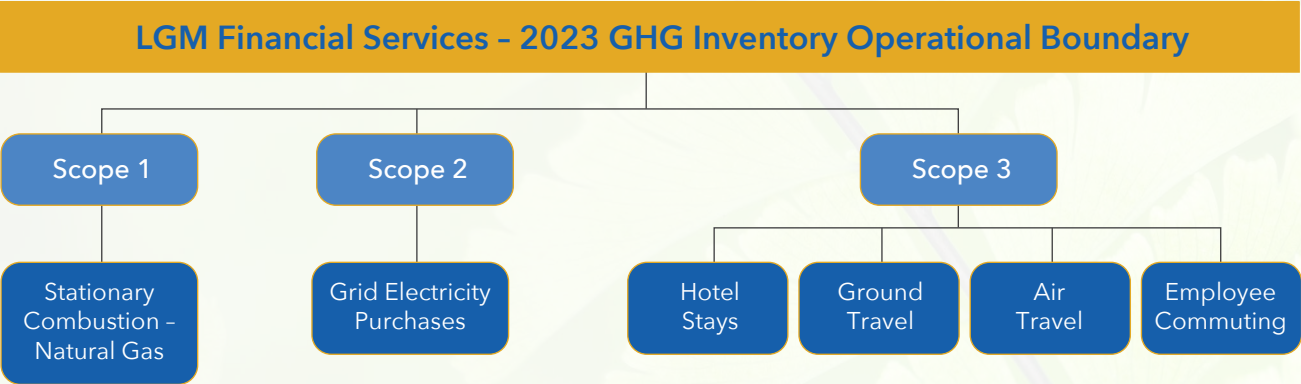 LGM Financial Services – 2023 GHG Inventory Operational Boundary
Scope 1
Scope 2
Scope 3
Stationary
Combustion –
Natural Gas
Grid Electricity
Purchases
Hotel
Stays
Ground
Travel
Air
Travel
Employee
Commuting